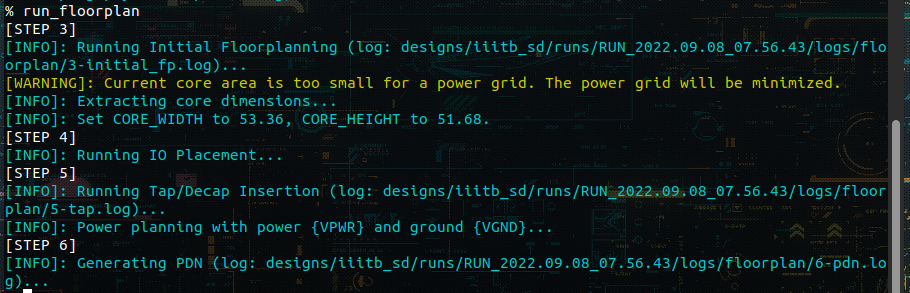 % run_floorplan
[STEP 3]
[INFO]: Running Initial Floorplanning (log: designs/iiitb_sd/runs/RUN_2022.09.08_07.56.43/logs/flo
orplan/3-initial_fp.log)...
[WARNING]: Current core area is too small for a power grid. The power grid will be minimized.
[INFO]: Extracting core dimensions...
[INFO]: Set CORE_WIDTH to 53.36, CORE_HEIGHT to 51.68.
[STEP 4]
[INFO]: Running IO Placement...
[STEP 5]
[INFO]: Running Tap/Decap Insertion (log: designs/iiitb_sd/runs/RUN_2022.09.08_07.56.43/logs/floor
plan/5-tap.log)...
[INFO]: Power planning with power {VPWR} and ground {VGND}...
[STEP 6]
[INFO]: Generating PDN (log: designs/iiitb_sd/runs/RUN_2022.09.08_07.56.43/logs/floorplan/6-pdn.lo
g)...